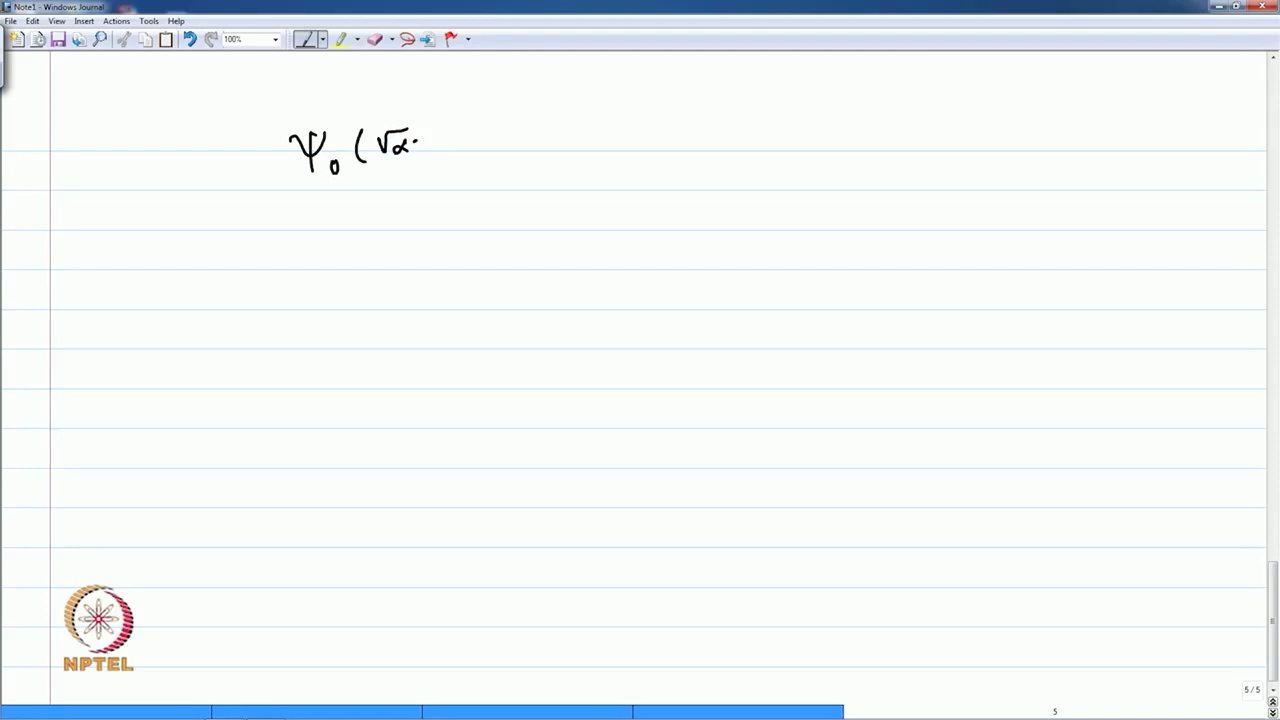 Note1 - Windows Journal
File Edit View Insert Actions Tools Help
100%
Ψ₀ (√α
NPTEL
5 / 5
5